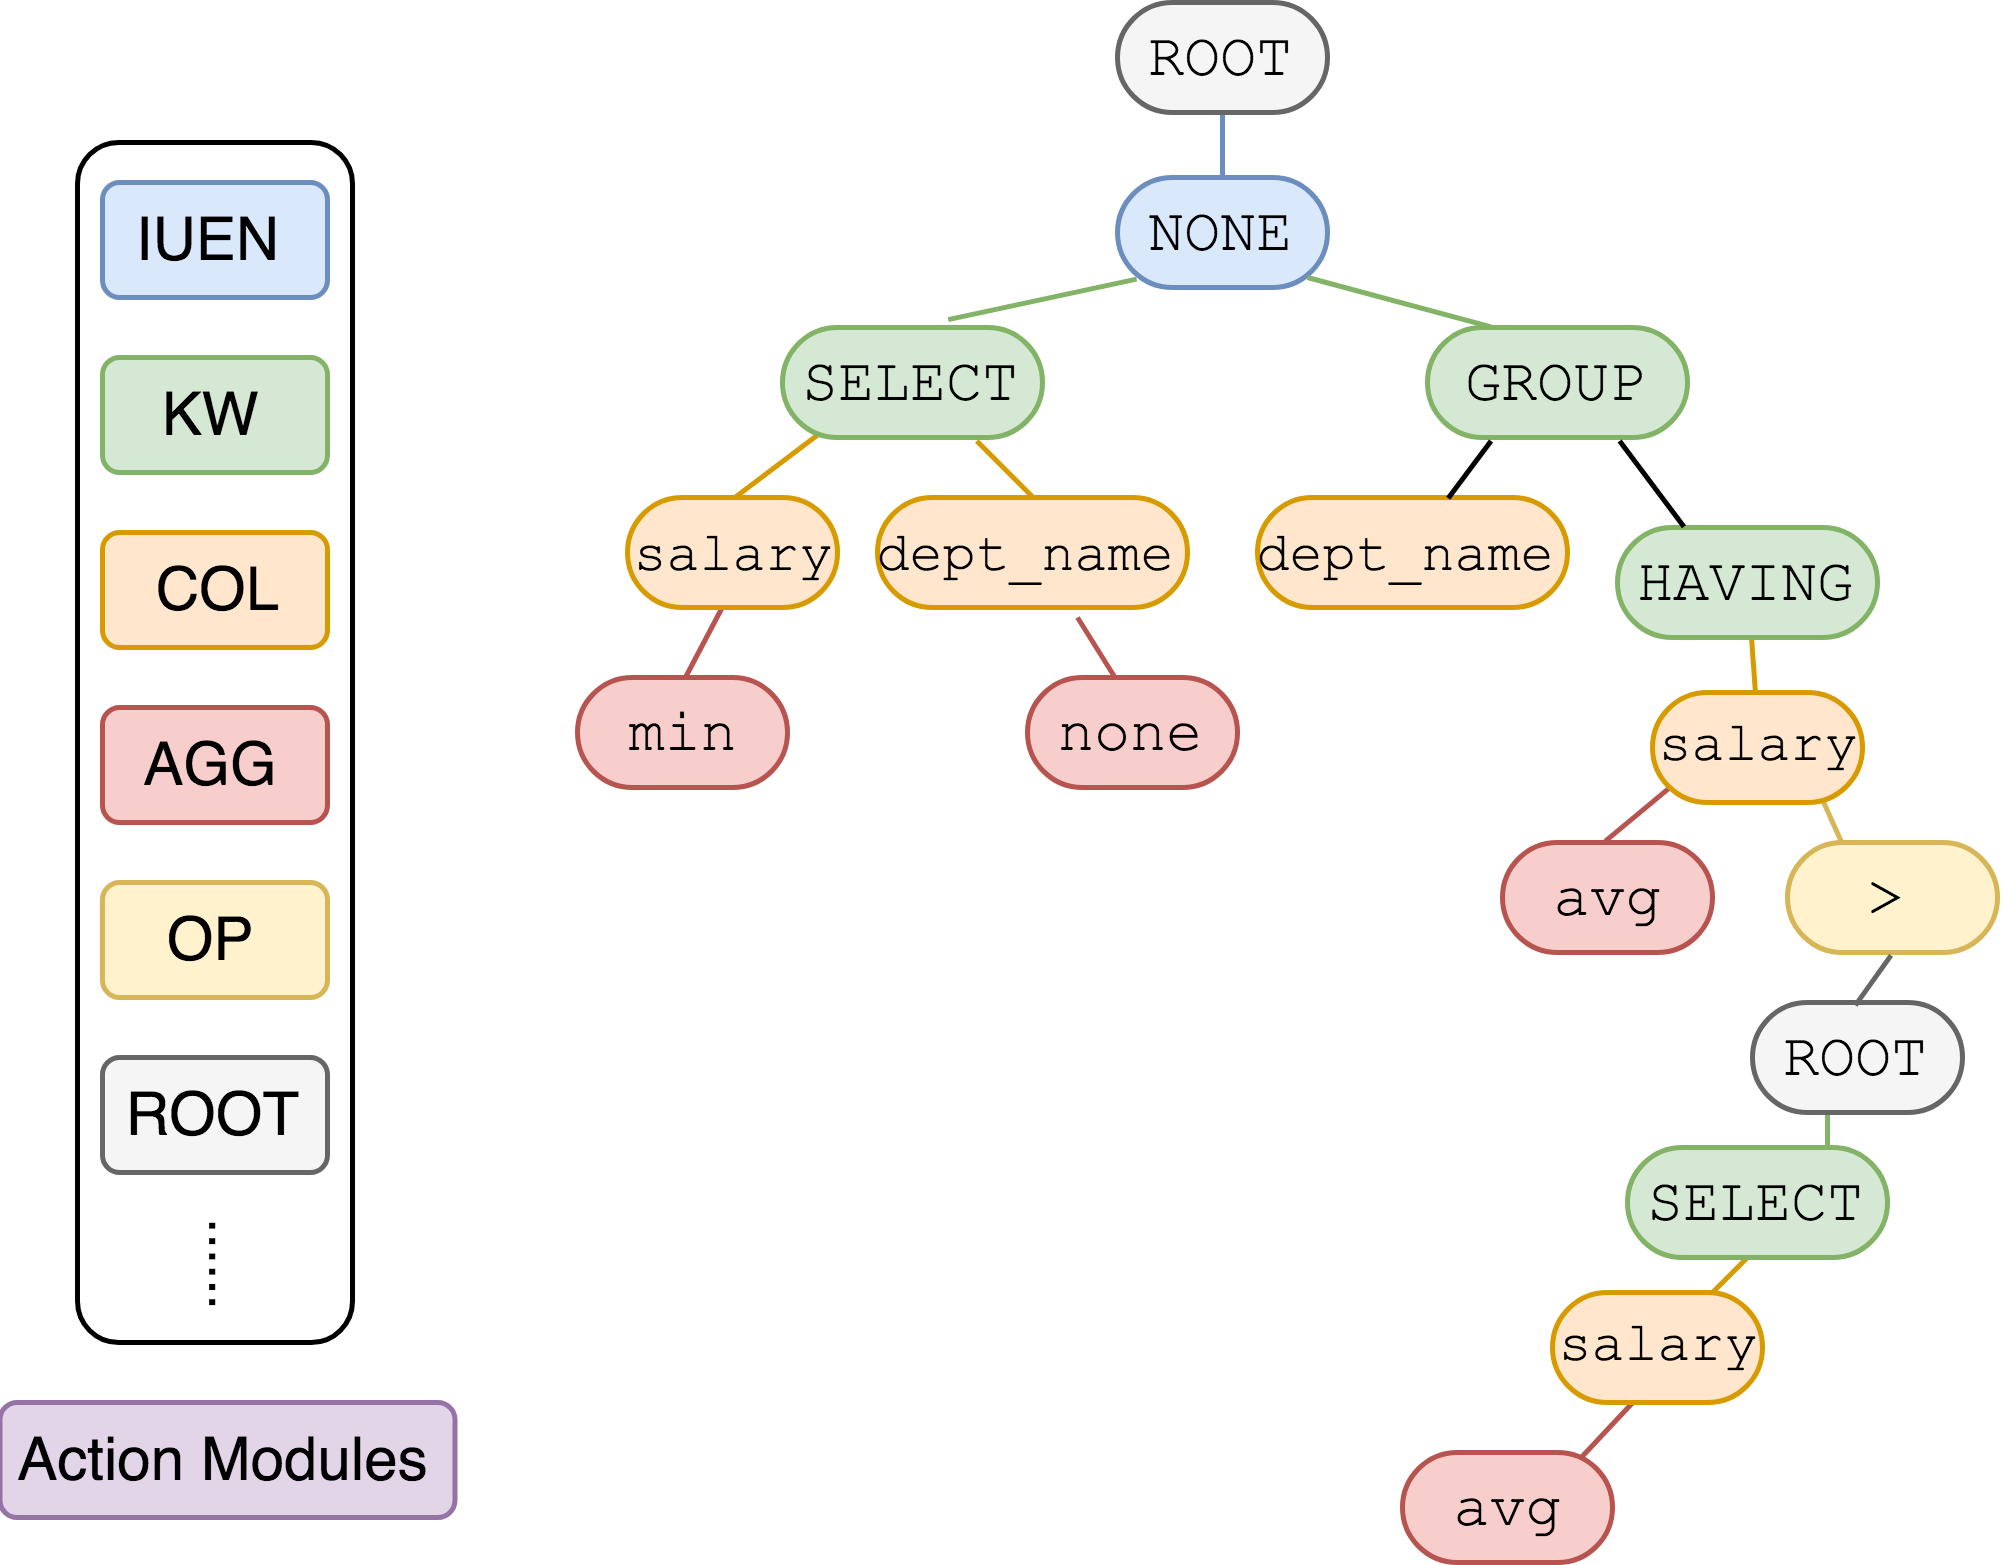 IUEN
KW
COL
AGG
OP
ROOT
Action Modules
ROOT
NONE
SELECT
GROUP
salary
dept_name
dept_name
HAVING
min
none
salary
avg
>
ROOT
SELECT
salary
avg